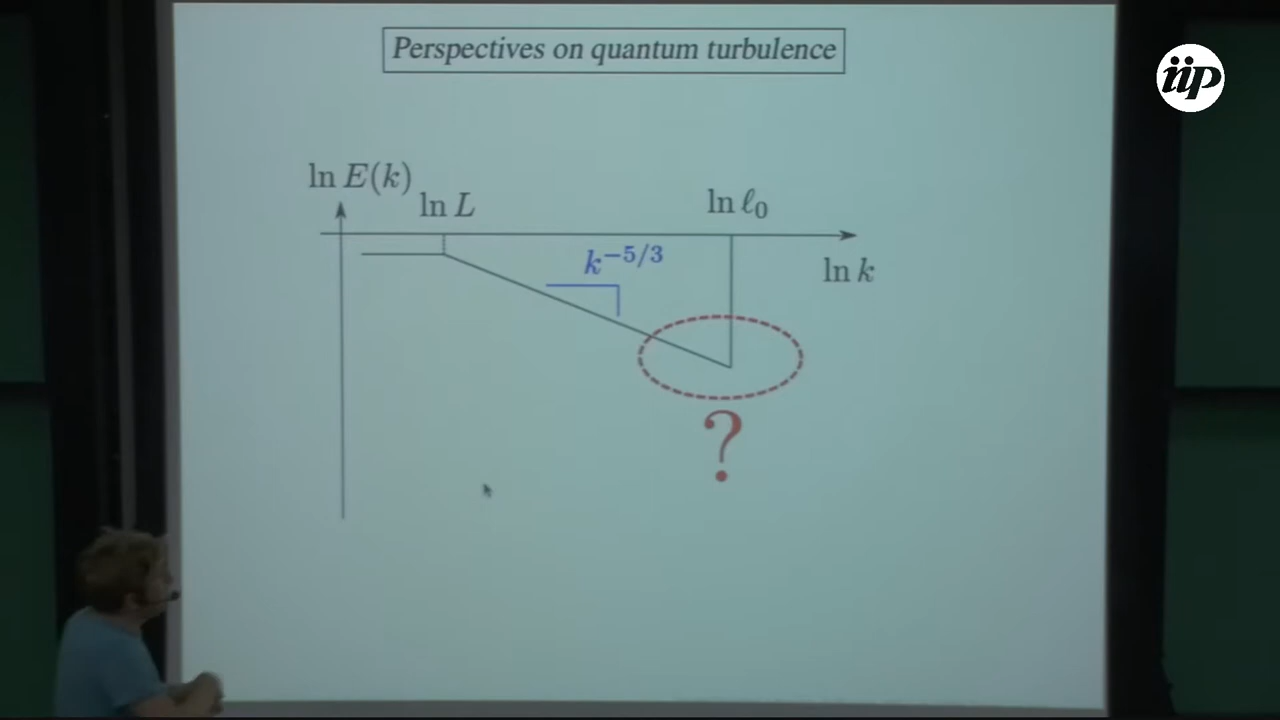 Perspectives on quantum turbulence
ln E(k)
ln L
ln ℓ₀
k⁻⁵/³
ln k
?
iip